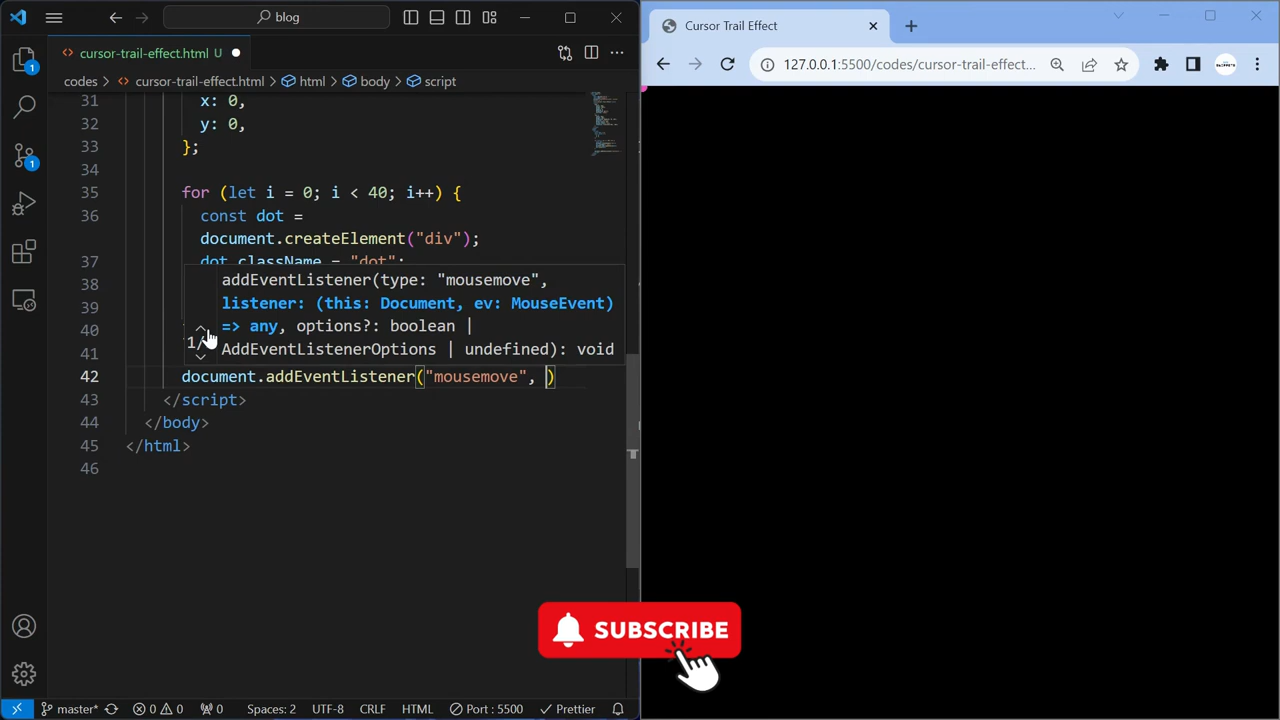 blog
cursor-trail-effect.html U
codes > cursor-trail-effect.html > html > body > script
31 x: 0,
32 y: 0,
33 };
34
35 for (let i = 0; i < 40; i++) {
36 const dot =
document.createElement("div");
37 dot.className = "dot";
38
39
40
41
addEventListener(type: "mousemove",
listener: (this: Document, ev: MouseEvent)
=> any, options?: boolean |
AddEventListenerOptions | undefined): void
42 document.addEventListener("mousemove", )
43 </script>
44 </body>
45 </html>
46
1
1
master* 0 0 0 Spaces: 2 UTF-8 CRLF HTML Port : 5500 Prettier
Cursor Trail Effect
127.0.0.1:5500/codes/cursor-trail-effect...
SUBSCRIBE